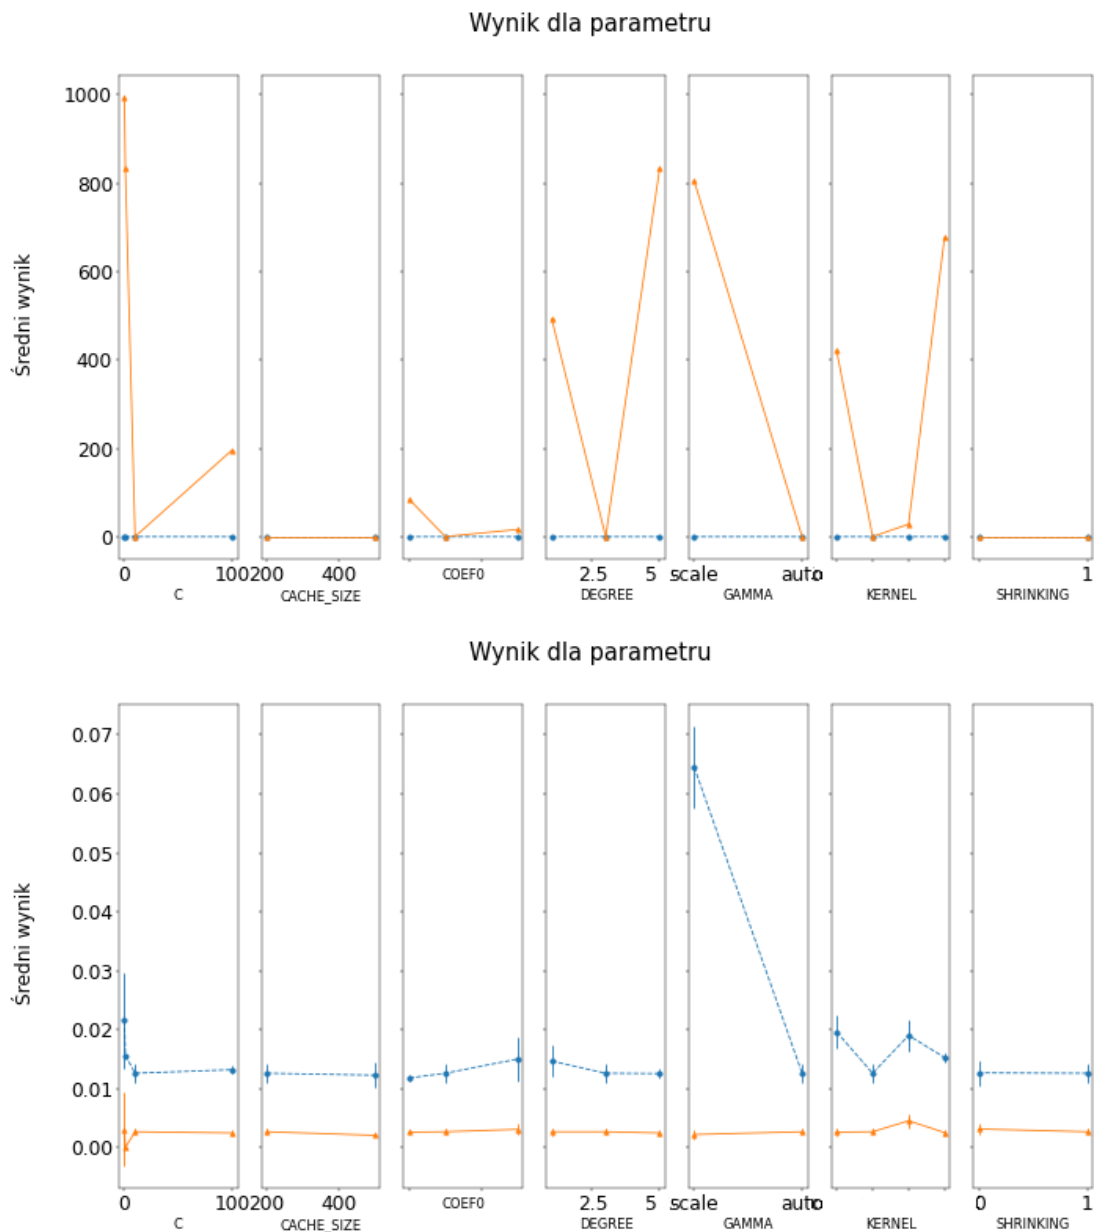 Wynik dla parametru
1000
800
600
400
200
0
Średni wynik
0 100 200 400 2.5 5 scale auto 1
C CACHE_SIZE COEF0 DEGREE GAMMA KERNEL SHRINKING
Wynik dla parametru
0.07
0.06
0.05
0.04
0.03
0.02
0.01
0.00
Średni wynik
0 100 200 400 2.5 5 scale auto 0 1
C CACHE_SIZE COEF0 DEGREE GAMMA KERNEL SHRINKING